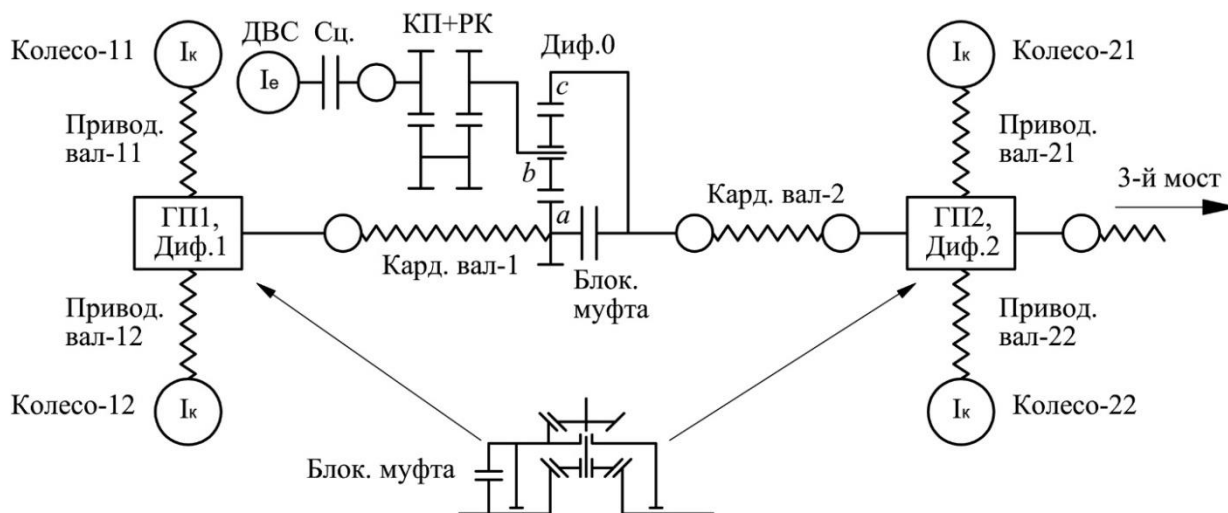 Колесо-11
Iк
ДВС
Сц.
КП+РК
Iе
Диф.0
c
b
a
Iк
Колесо-21
Привод.
вал-11
Привод.
вал-21
3-й мост
Кард. вал-2
ГП1,
Диф.1
ГП2,
Диф.2
Кард. вал-1
Блок.
муфта
Привод.
вал-12
Привод.
вал-22
Колесо-12
Iк
Iк
Колесо-22
Блок. муфта